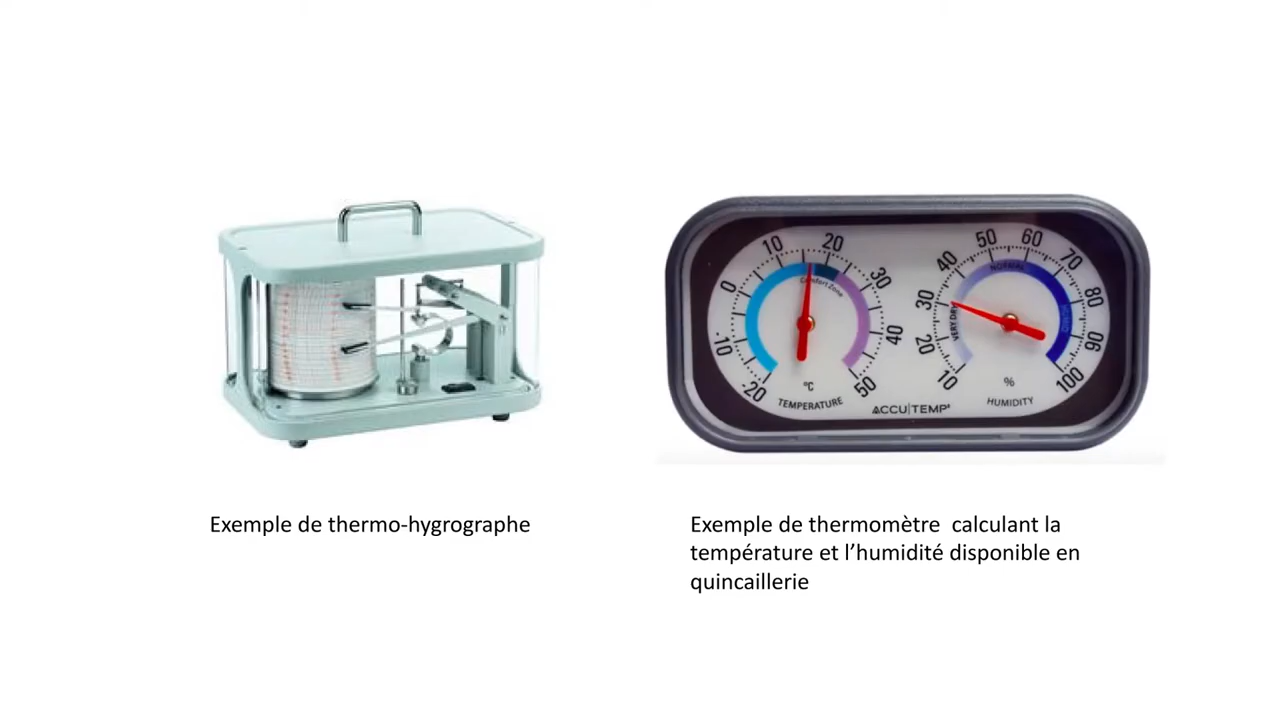 Exemple de thermo-hygrographe
-20
-10
0
10
20
30
40
50
Comfort Zone
°C
TEMPERATURE
ACCU|TEMP
10
20
30
40
50
60
70
80
90
100
VERY DRY
NORMAL
%
HUMIDITY
Exemple de thermomètre  calculant la
température et l’humidité disponible en
quincaillerie